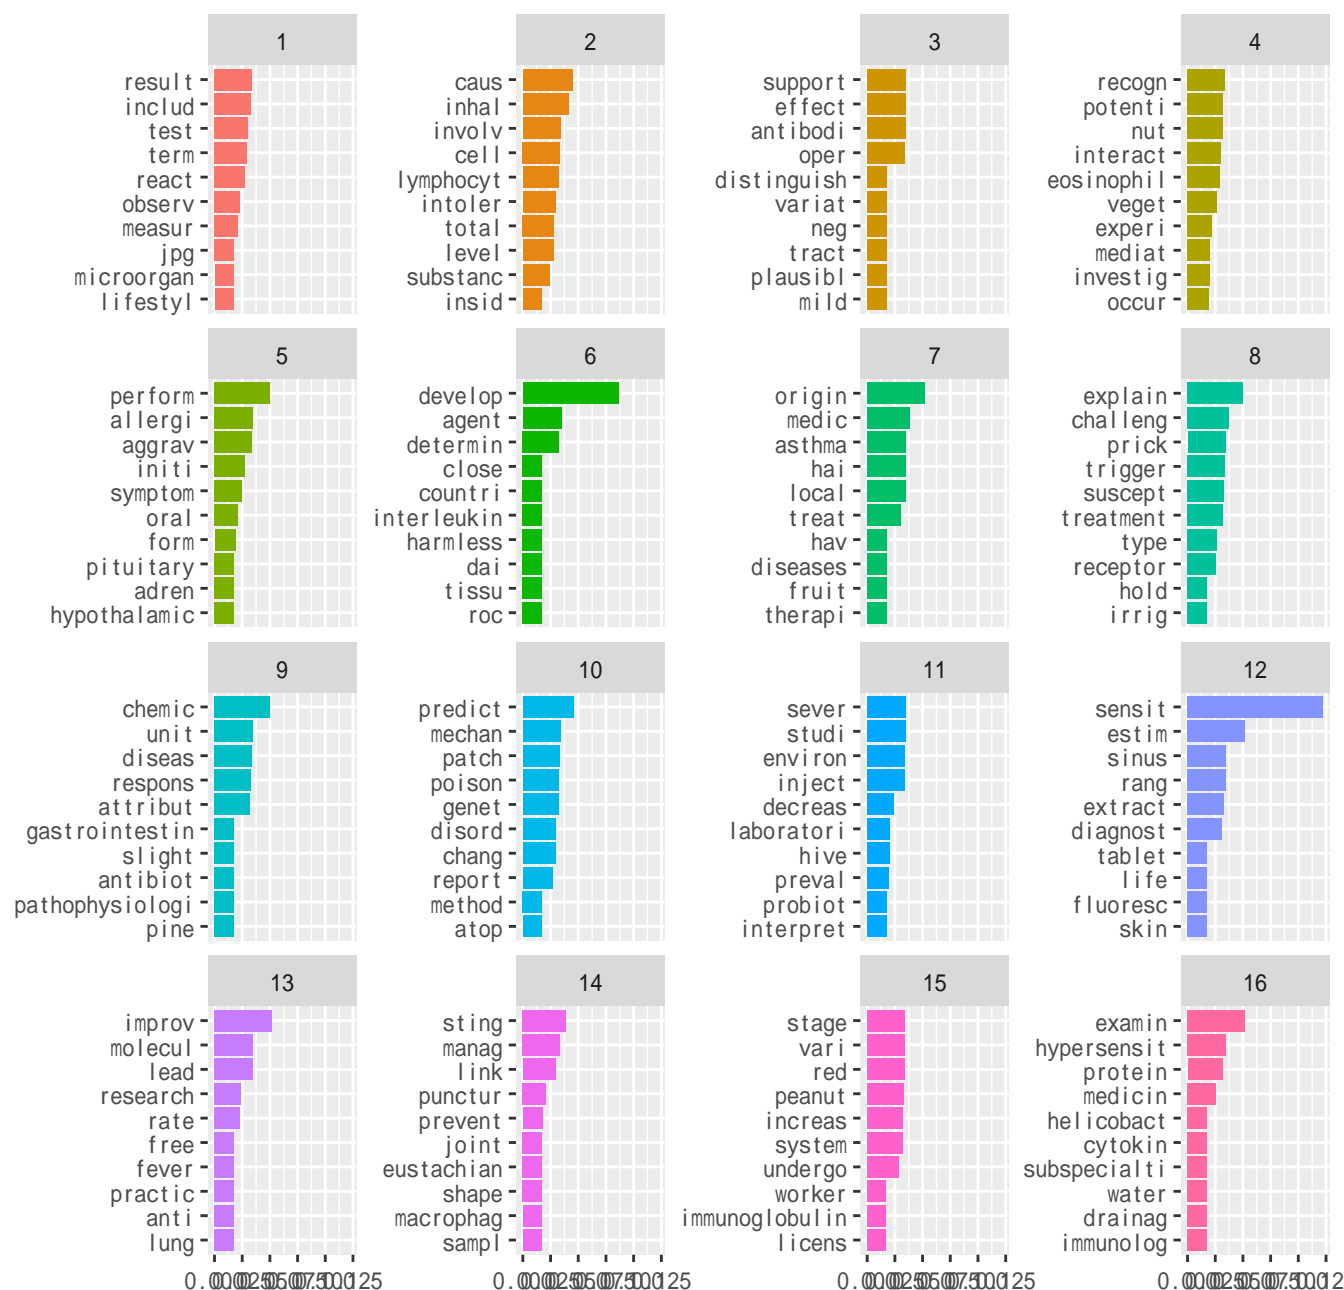 1
result
includ
test
term
react
observ
measur
jpg
microorgan
lifestyl
2
caus
inhal
involv
cell
lymphocyt
intoler
total
level
substanc
insid
3
support
effect
antibodi
oper
distinguish
variat
neg
tract
plausibl
mild
4
recogn
potenti
nut
interact
eosinophil
veget
experi
mediat
investig
occur
5
perform
allergi
aggrav
initi
symptom
oral
form
pituitary
adren
hypothalamic
6
develop
agent
determin
close
countri
interleukin
harmless
dai
tissu
roc
7
origin
medic
asthma
hai
local
treat
hav
diseases
fruit
therapi
8
explain
challeng
prick
trigger
suscept
treatment
type
receptor
hold
irrig
9
chemic
unit
diseas
respons
attribut
gastrointestin
slight
antibiot
pathophysiologi
pine
10
predict
mechan
patch
poison
genet
disord
chang
report
method
atop
11
sever
studi
environ
inject
decreas
laboratori
hive
preval
probiot
interpret
12
sensit
estim
sinus
rang
extract
diagnost
tablet
life
fluoresc
skin
13
improv
molecul
lead
research
rate
free
fever
practic
anti
lung
14
sting
manag
link
punctur
prevent
joint
eustachian
shape
macrophag
sampl
15
stage
vari
red
peanut
increas
system
undergo
worker
immunoglobulin
licens
16
examin
hypersensit
protein
medicin
helicobact
cytokin
subspecialti
water
drainag
immunolog